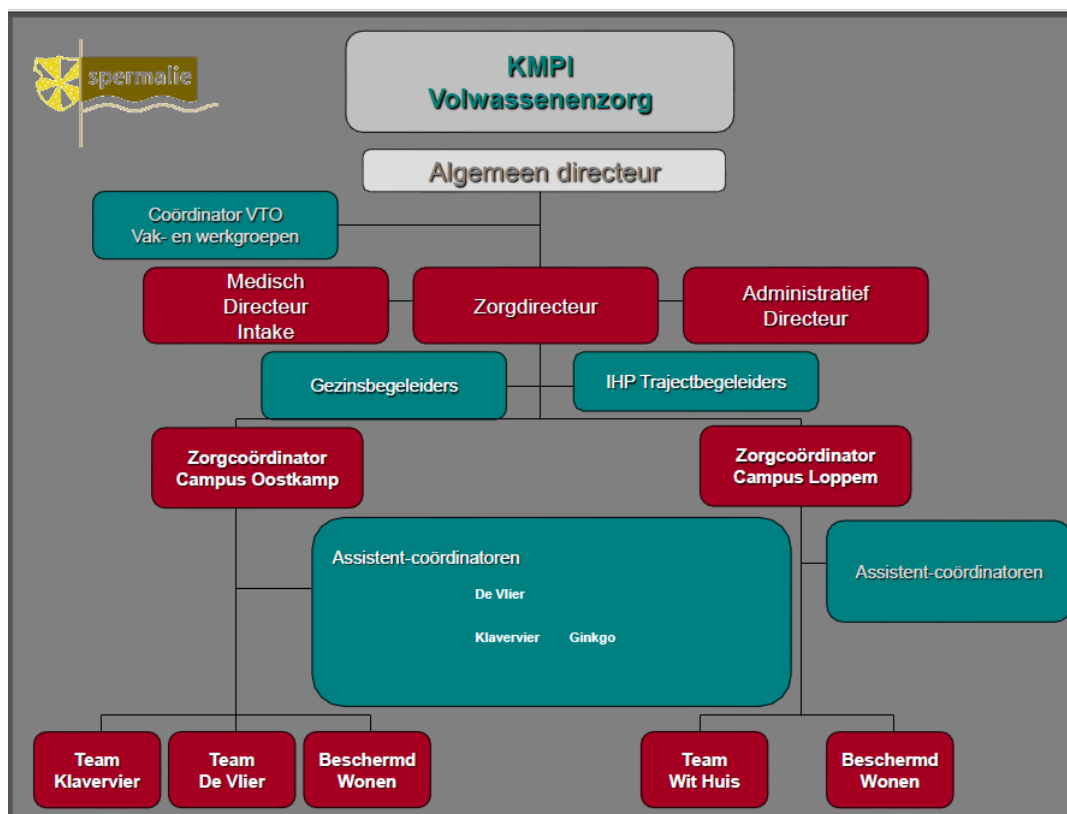 spermalie
KMPI
Volwassenenzorg
Algemeen directeur
Coördinator VTO
Vak- en werkgroepen
Medisch
Directeur
Intake
Zorgdirecteur
Administratief
Directeur
Gezinsbegeleiders
IHP Trajectbegeleiders
Zorgcoördinator
Campus Oostkamp
Zorgcoördinator
Campus Loppem
Assistent-coördinatoren
De Vlier
Klavervier Ginkgo
Assistent-coördinatoren
Team
Klavervier
Team
De Vlier
Beschermd
Wonen
Team
Wit Huis
Beschermd
Wonen